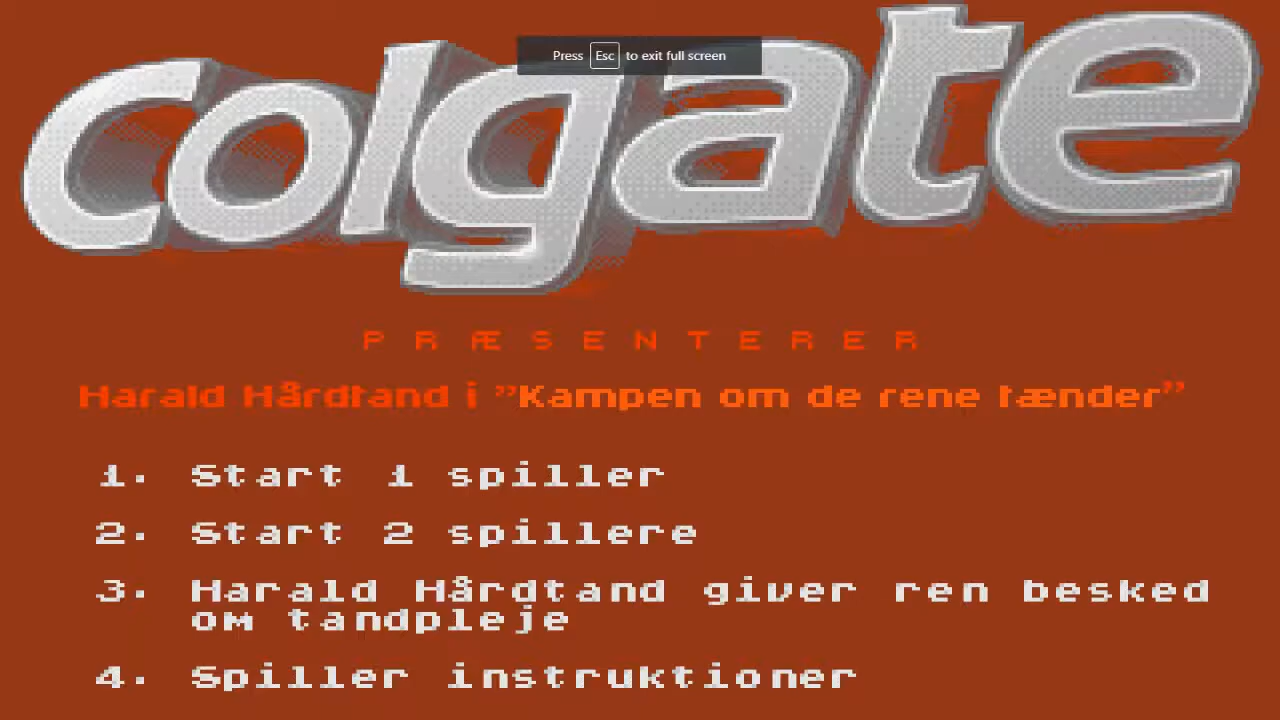 Colgate
Press Esc to exit full screen
PRÆSENTERER
Harald Hårdtand i ”Kampen om de rene tænder”
1. Start 1 spiller
2. Start 2 spillere
3. Harald Hårdtand giver ren besked
om tandpleje
4. Spiller instruktioner